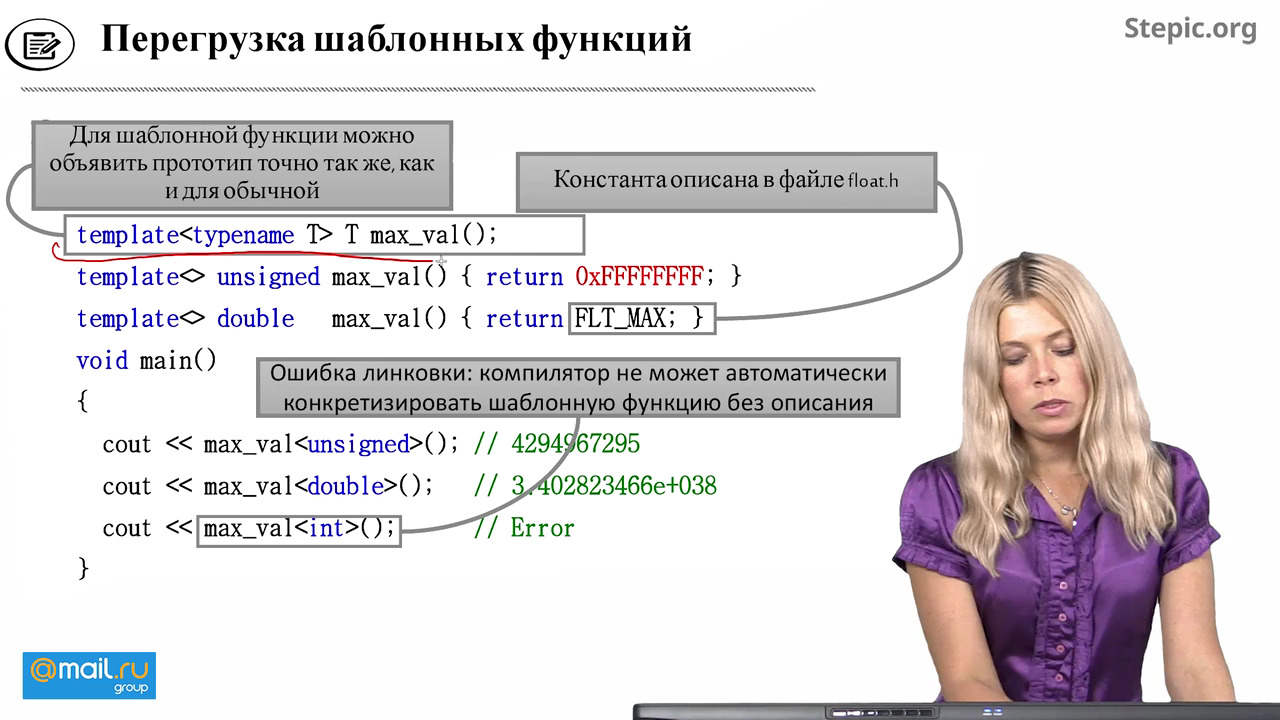 Перегрузка шаблонных функций
Stepic.org
Для шаблонной функции можно
объявить прототип точно так же, как
и для обычной
Константа описана в файле float.h
template<typename T> T max_val();
template<> unsigned max_val() { return 0xFFFFFFFF; }
template<> double max_val() { return FLT_MAX; }
void main()
{
Ошибка линковки: компилятор не может автоматически
конкретизировать шаблонную функцию без описания
cout << max_val<unsigned>(); // 4294967295
cout << max_val<double>(); // 3.402823466e+038
cout << max_val<int>(); // Error
}
@mail.ru
group